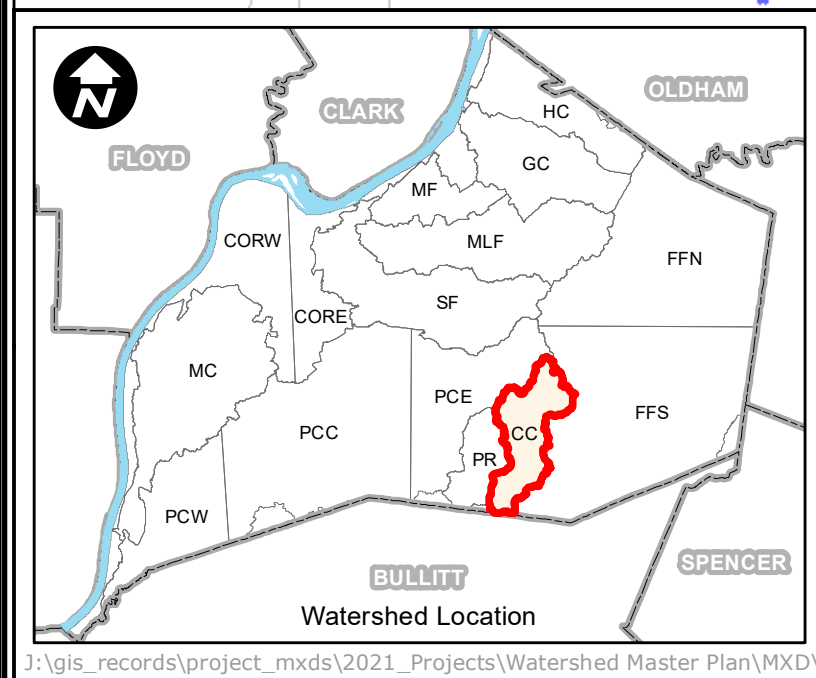 N
CLARK
OLDHAM
FLOYD
HC
GC
MF
CORW
MLF
FFN
SF
CORE
MC
PCE
FFS
PCC
CC
PR
PCW
SPENCER
BULLITT
Watershed Location
J:\gis_records\project_mxds\2021_Projects\Watershed Master Plan\MXD\